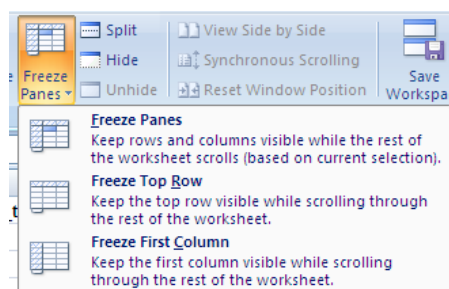 Split
View Side by Side
Hide
Synchronous Scrolling
Freeze
Panes
Unhide
Reset Window Position
Save
Workspa
Freeze Panes
Keep rows and columns visible while the rest of
the worksheet scrolls (based on current selection).
Freeze Top Row
Keep the top row visible while scrolling through
the rest of the worksheet.
Freeze First Column
Keep the first column visible while scrolling
through the rest of the worksheet.